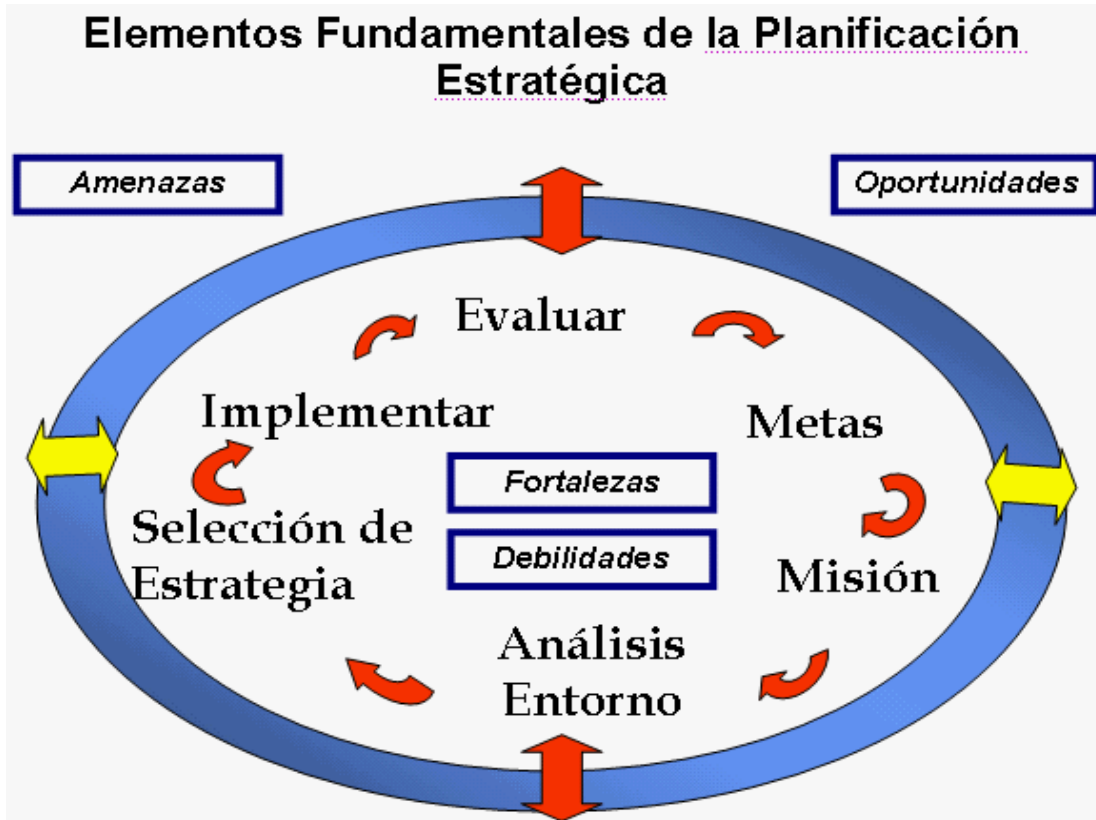 Elementos Fundamentales de la Planificación
Estratégica
Amenazas
Oportunidades
Evaluar
Implementar
Metas
Fortalezas
Selección de
Estrategia
Debilidades
Misión
Análisis
Entorno